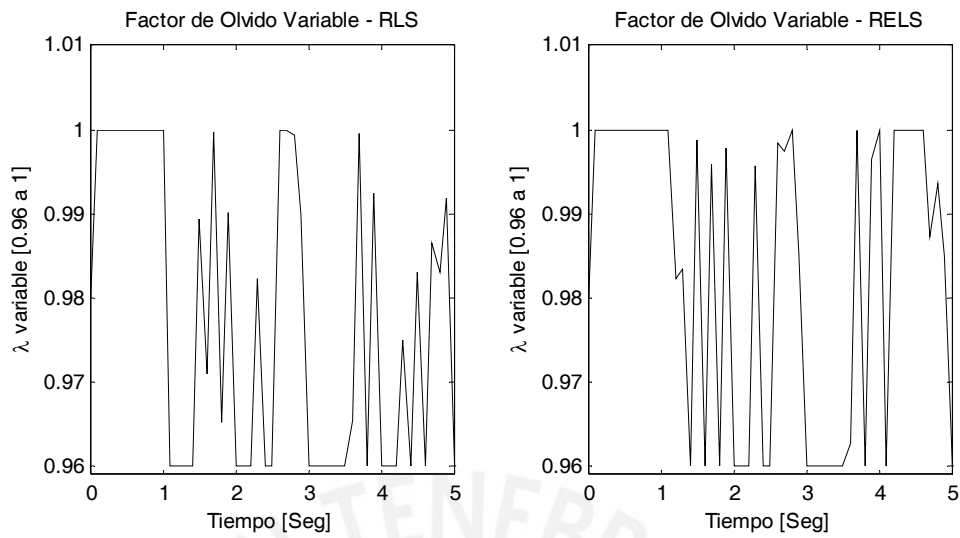 Factor de Olvido Variable - RLS
1.01
1
0.99
0.98
0.97
0.96
λ variable [0.96 a 1]
0 1 2 3 4 5
Tiempo [Seg]
Factor de Olvido Variable - RELS
1.01
1
0.99
0.98
0.97
0.96
λ variable [0.96 a 1]
0 1 2 3 4 5
Tiempo [Seg]